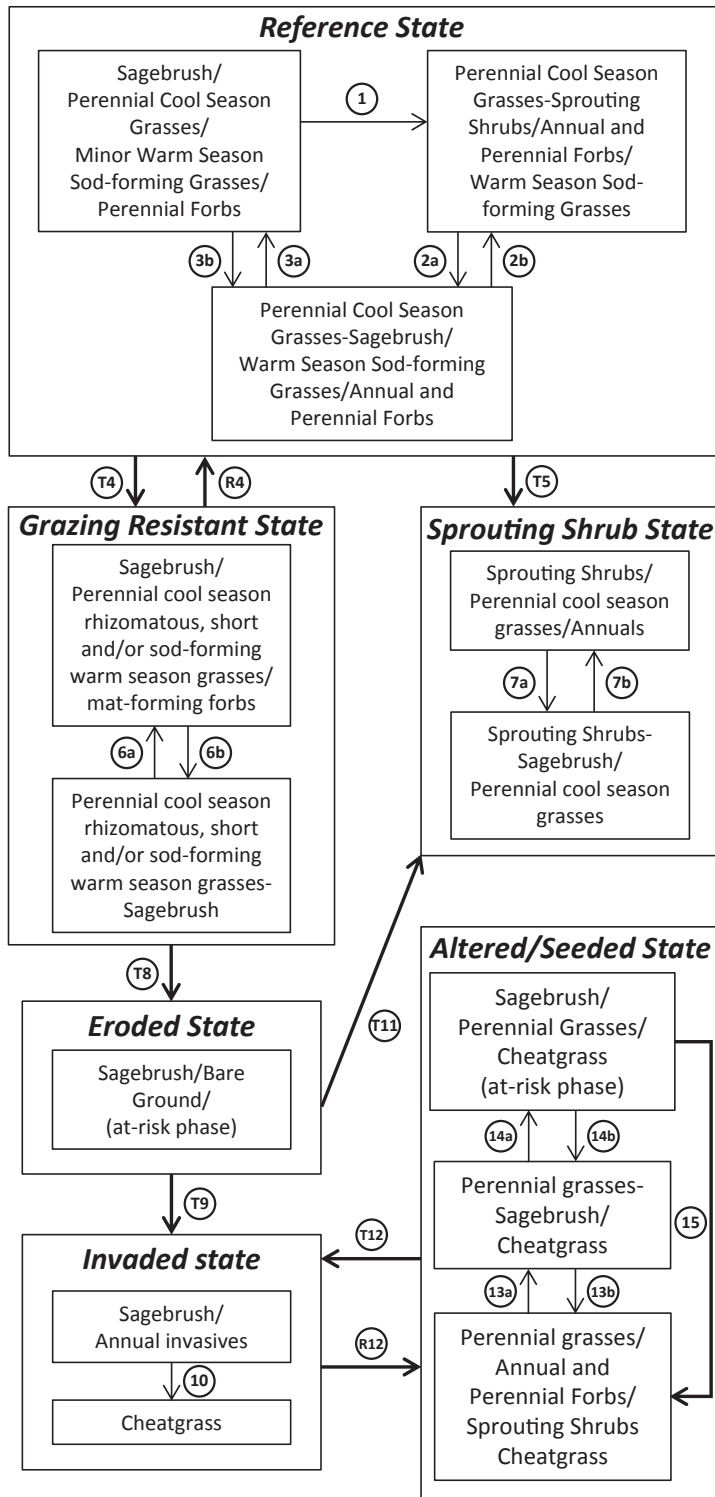 Reference State
Sagebrush/
Perennial Cool Season
Grasses/
Minor Warm Season
Sod-forming Grasses/
Perennial Forbs
1
Perennial Cool Season
Grasses-Sprouting
Shrubs/Annual and
Perennial Forbs/
Warm Season Sod-
forming Grasses
3b
3a
2a
2b
Perennial Cool Season
Grasses-Sagebrush/
Warm Season Sod-forming
Grasses/Annual and
Perennial Forbs
T4
R4
T5
Grazing Resistant State
Sagebrush/
Perennial cool season
rhizomatous, short
and/or sod-forming
warm season grasses/
mat-forming forbs
6a
6b
Perennial cool season
rhizomatous, short
and/or sod-forming
warm season grasses-
Sagebrush
Sprouting Shrub State
Sprouting Shrubs/
Perennial cool season
grasses/Annuals
7a
7b
Sprouting Shrubs-
Sagebrush/
Perennial cool season
grasses
T8
T11
Eroded State
Sagebrush/Bare
Ground/
(at-risk phase)
T9
Altered/Seeded State
Sagebrush/
Perennial Grasses/
Cheatgrass
(at-risk phase)
14a
14b
Perennial grasses-
Sagebrush/
Cheatgrass
15
13a
13b
Perennial grasses/
Annual and
Perennial Forbs/
Sprouting Shrubs
Cheatgrass
T12
R12
Invaded state
Sagebrush/
Annual invasives
10
Cheatgrass